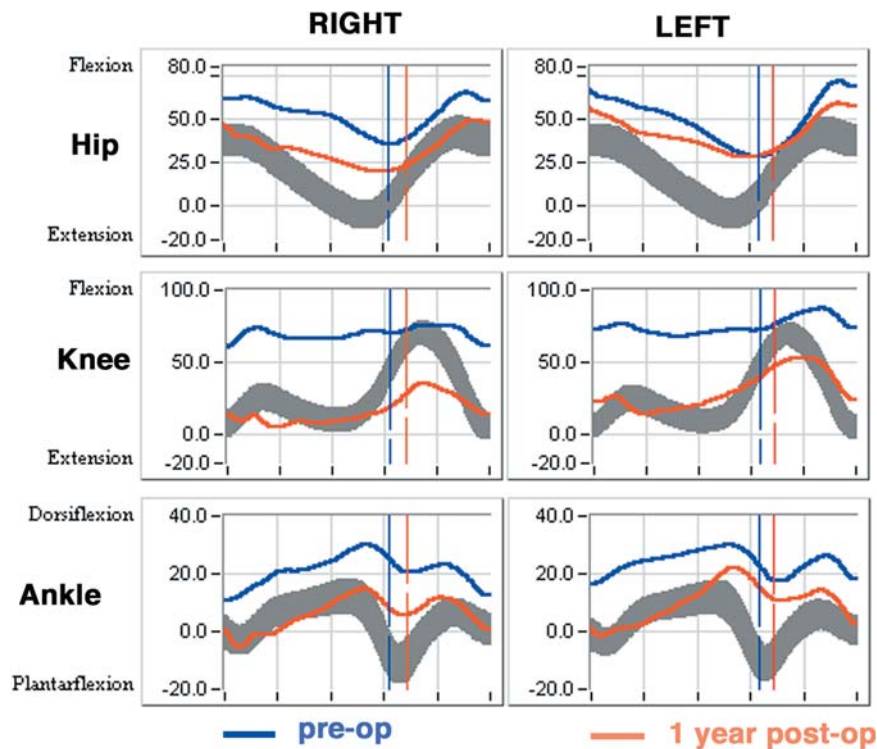 RIGHT LEFT
Flexion 80.0
Hip 50.0 50.0
25.0 25.0
0.0 0.0
Extension -20.0 -20.0
80.0
Flexion 100.0 100.0
Knee 50.0 50.0
0.0 0.0
Extension -20.0 -20.0
Dorsiflexion 40.0 40.0
20.0 20.0
Ankle 0.0 0.0
Plantarflexion -20.0 -20.0
pre-op 1 year post-op